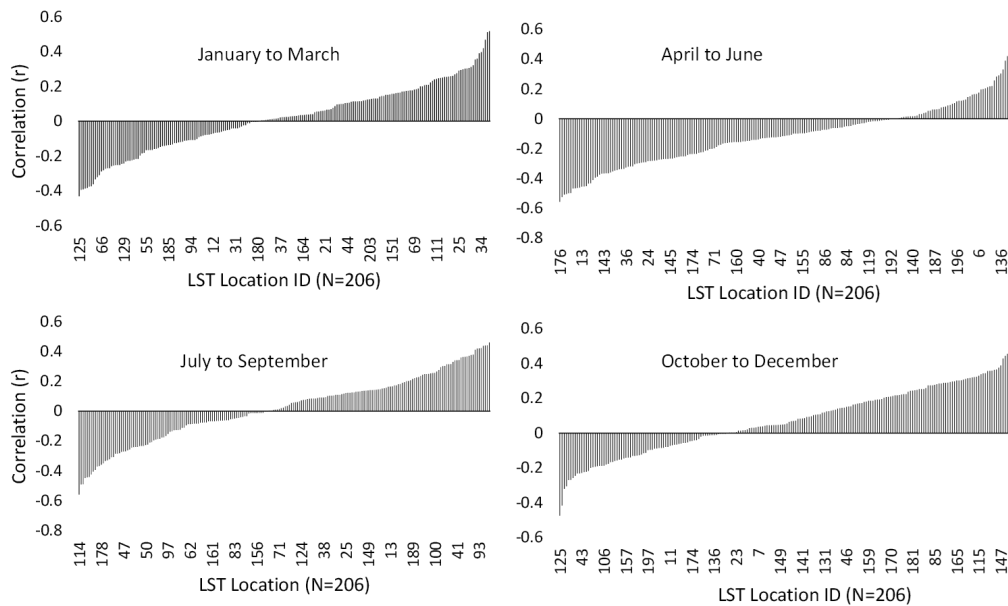 January to March
Correlation (r)
0.6
0.4
0.2
0
-0.2
-0.4
-0.6
125 66 129 55 185 94 12 31 180 37 164 21 44 203 151 69 111 25 34
LST Location ID (N=206)
April to June
0.6
0.4
0.2
0
-0.2
-0.4
-0.6
-0.8
176 13 143 36 24 145 174 71 160 40 47 155 86 84 119 192 140 187 196 6 136
LST Location ID (N=206)
July to September
Correlation (r)
0.6
0.4
0.2
0
-0.2
-0.4
-0.6
-0.8
114 178 47 50 97 62 161 83 156 71 124 38 25 149 13 189 100 41 93
LST Location (N=206)
October to December
0.6
0.4
0.2
0
-0.2
-0.4
-0.6
125 43 106 157 197 11 174 136 23 7 149 141 131 46 159 170 181 85 165 115 147
LST Location ID (N=206)